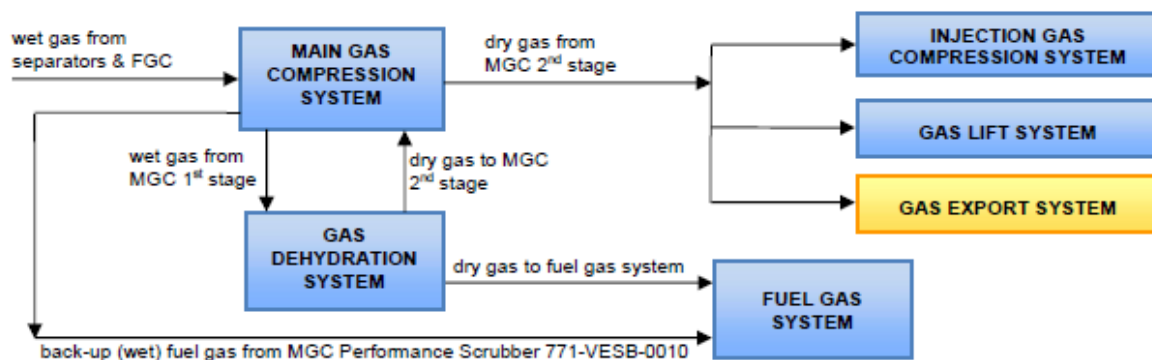 wet gas from
separators & FGC
MAIN GAS
COMPRESSION
SYSTEM
dry gas from
MGC 2nd stage
INJECTION GAS
COMPRESSION SYSTEM
GAS LIFT SYSTEM
GAS EXPORT SYSTEM
wet gas from
MGC 1st stage
dry gas to MGC
2nd stage
GAS
DEHYDRATION
SYSTEM
dry gas to fuel gas system
FUEL GAS
SYSTEM
back-up (wet) fuel gas from MGC Performance Scrubber 771-VESB-0010